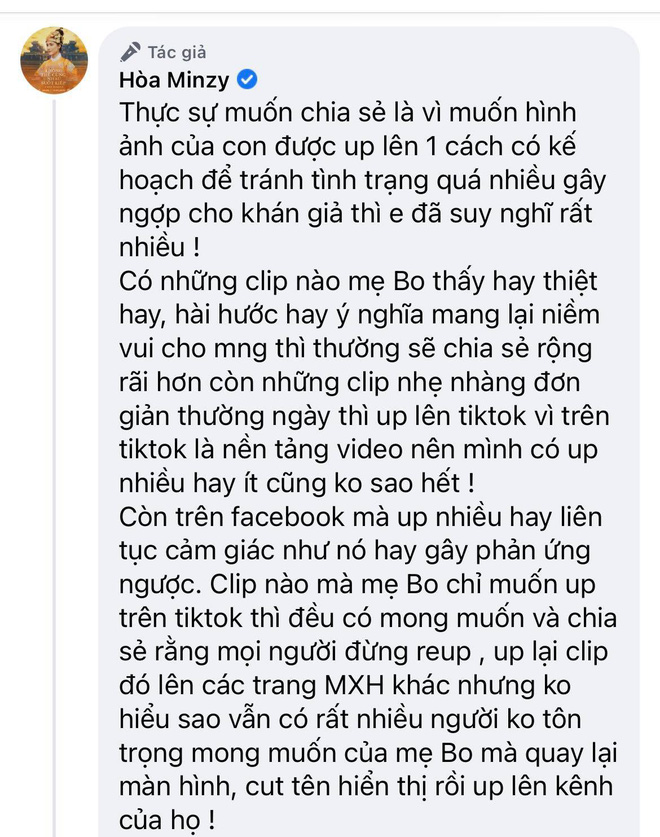 Tác giả
Hòa Minzy
Thực sự muốn chia sẻ là vì muốn hình
ảnh của con được up lên 1 cách có kế
hoạch để tránh tình trạng quá nhiều gây
ngợp cho khán giả thì e đã suy nghĩ rất
nhiều !
Có những clip nào mẹ Bo thấy hay thiệt
hay, hài hước hay ý nghĩa mang lại niềm
vui cho mng thì thường sẽ chia sẻ rộng
rãi hơn còn những clip nhẹ nhàng đơn
giản thường ngày thì up lên tiktok vì trên
tiktok là nền tảng video nên mình có up
nhiều hay ít cũng ko sao hết !
Còn trên facebook mà up nhiều hay liên
tục cảm giác như nó hay gây phản ứng
ngược. Clip nào mà mẹ Bo chỉ muốn up
trên tiktok thì đều có mong muốn và chia
sẻ rằng mọi người đừng reup , up lại clip
đó lên các trang MXH khác nhưng ko
hiểu sao vẫn có rất nhiều người ko tôn
trọng mong muốn của mẹ Bo mà quay lại
màn hình, cut tên hiển thị rồi up lên kênh
của họ !